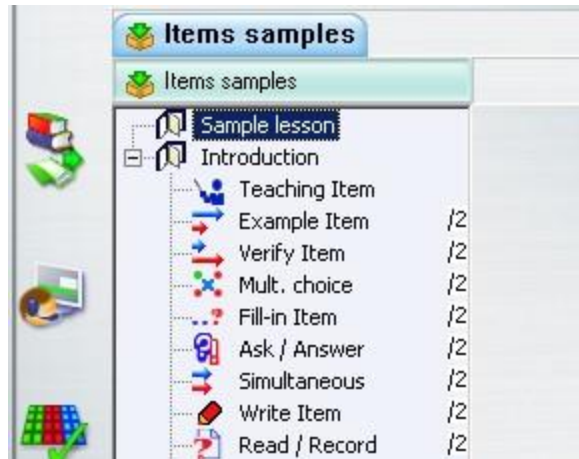 Items samples
Items samples
Sample lesson
Introduction
Teaching Item
Example Item /2
Verify Item /2
Mult. choice /2
Fill-in Item /2
Ask / Answer /2
Simultaneous /2
Write Item /2
Read / Record /2